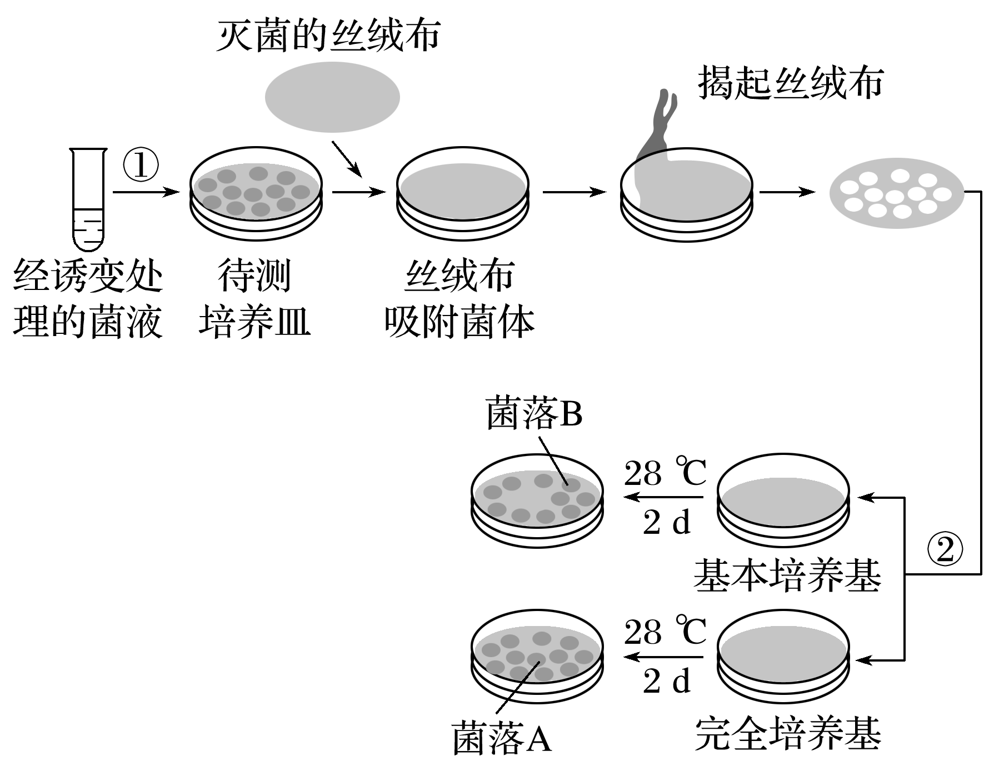 灭菌的丝绒布
揭起丝绒布
①
经诱变处
理的菌液
待测
培养皿
丝绒布
吸附菌体
菌落B
28 ℃
2 d
基本培养基
②
28 ℃
2 d
菌落A
完全培养基